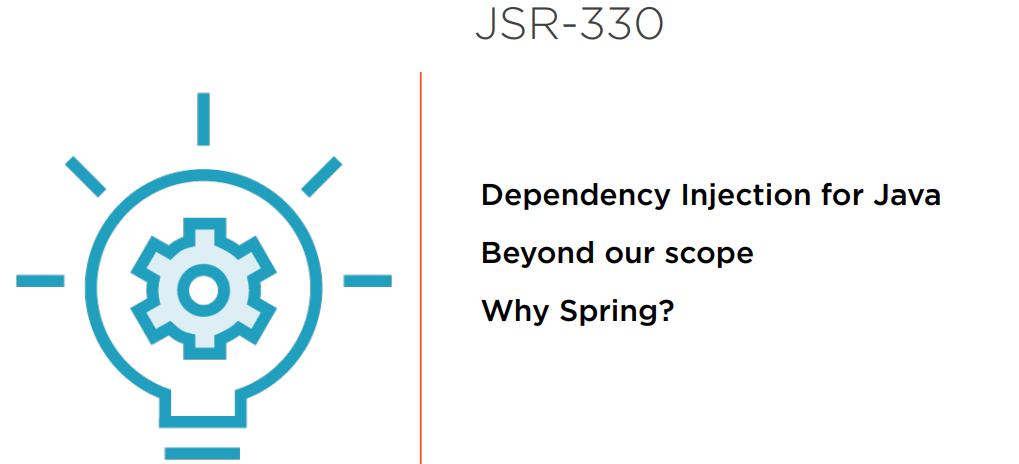 JSR-330
Dependency Injection for Java
Beyond our scope
Why Spring?